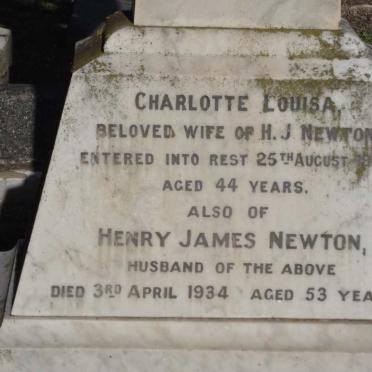 CHARLOTTE LOUISA,
BELOVED WIFE OF H.J NEWTON
ENTERED INTO REST 25TH AUGUST
AGED 44 YEARS.
ALSO OF
HENRY JAMES NEWTON,
HUSBAND OF THE ABOVE
DIED 3RD APRIL 1934 AGED 53 YEA